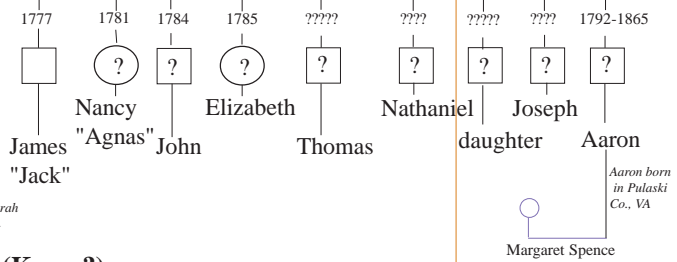 1777 1781 1784 1785 ????? ???? ????? ???? 1792-1865
? ? ? ? ? ? ? ?
Nancy Elizabeth Nathaniel Joseph
"Agnas"
James John Thomas daughter Aaron
"Jack"
Aaron born
in Pulaski
Co., VA
Margaret Spence